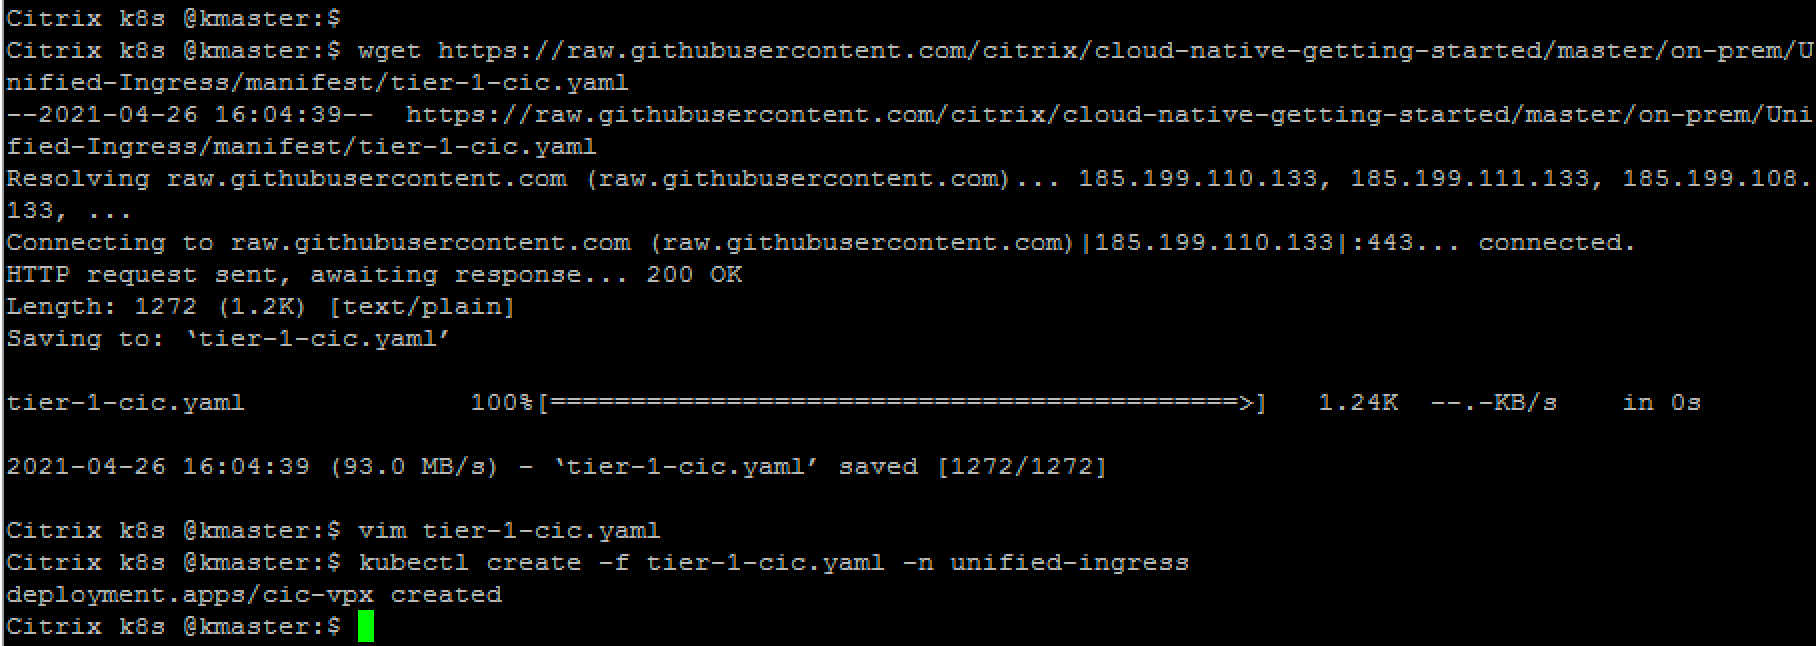 Citrix k8s @kmaster:$
Citrix k8s @kmaster:$ wget https://raw.githubusercontent.com/citrix/cloud-native-getting-started/master/on-prem/U
nified-Ingress/manifest/tier-1-cic.yaml
--2021-04-26 16:04:39--  https://raw.githubusercontent.com/citrix/cloud-native-getting-started/master/on-prem/Uni
fied-Ingress/manifest/tier-1-cic.yaml
Resolving raw.githubusercontent.com (raw.githubusercontent.com)... 185.199.110.133, 185.199.111.133, 185.199.108.
133, ...
Connecting to raw.githubusercontent.com (raw.githubusercontent.com)|185.199.110.133|:443... connected.
HTTP request sent, awaiting response... 200 OK
Length: 1272 (1.2K) [text/plain]
Saving to: ‘tier-1-cic.yaml’
tier-1-cic.yaml              100%[===========================================>]   1.24K  --.-KB/s    in 0s
2021-04-26 16:04:39 (93.0 MB/s) - ‘tier-1-cic.yaml’ saved [1272/1272]
Citrix k8s @kmaster:$ vim tier-1-cic.yaml
Citrix k8s @kmaster:$ kubectl create -f tier-1-cic.yaml -n unified-ingress
deployment.apps/cic-vpx created
Citrix k8s @kmaster:$